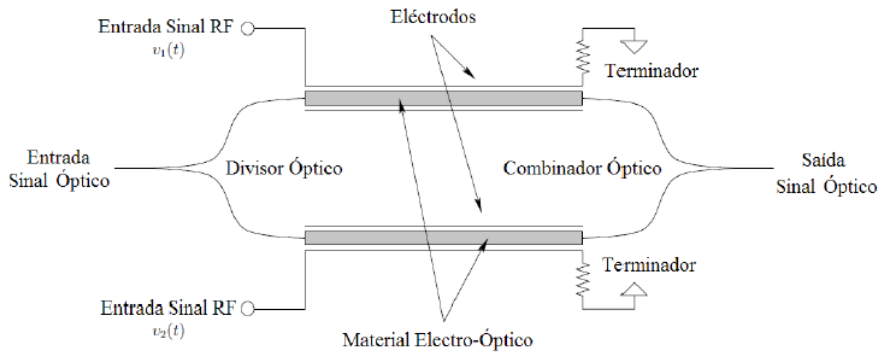 Eléctrodos
Entrada Sinal RF
v₁(t)
Terminador
Entrada
Sinal Óptico
Divisor Óptico
Combinador Óptico
Saída
Sinal Óptico
Terminador
Entrada Sinal RF
v₂(t)
Material Electro-Óptico